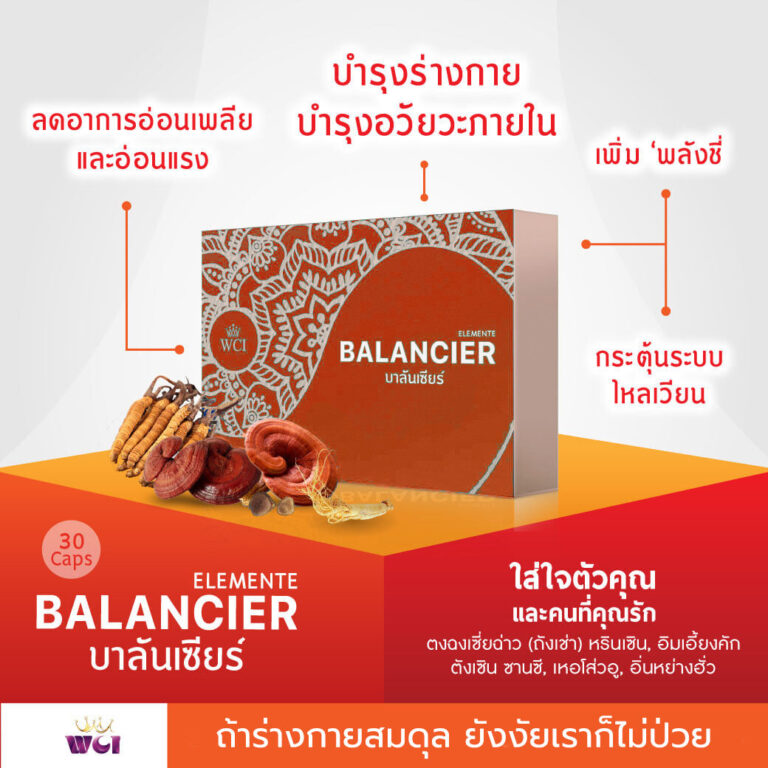 บำรุงร่างกาย
บำรุงอวัยวะภายใน
ลดอาการอ่อนเพลีย
และอ่อนแรง
เพิ่ม ‘พลังชี่
กระตุ้นระบบ
ไหลเวียน
WCI
ELEMENTE
BALANCIER
บาลันเซียร์
30
Caps
ELEMENTE
BALANCIER
บาลันเซียร์
ใส่ใจตัวคุณ
และคนที่คุณรัก
ตงฉงเซี่ยฉ่าว (ถังเช่า) หรินเซิน, อิมเอี้ยงคัก
ตังเซิน ซานชี, เหอโส่วอู, อิ๋นหย่างฮั่ว
WCI
ถ้าร่างกายสมดุล ยังงัยเราก็ไม่ป่วย